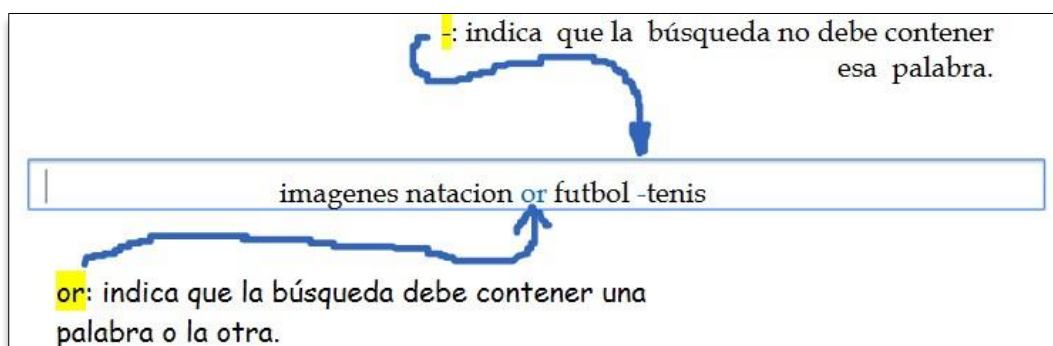 -: indica que la búsqueda no debe contener
esa palabra.
imagenes natacion or futbol -tenis
or: indica que la búsqueda debe contener una
palabra o la otra.